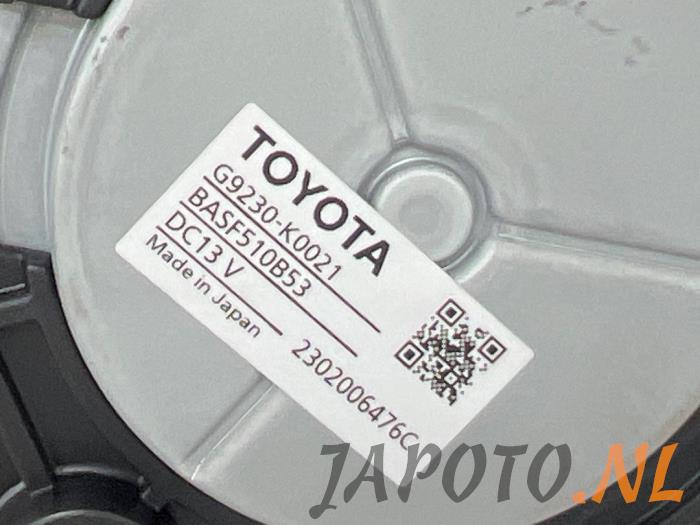 TOYOTA
G9230-K0021
BASF510B53
DC13 V
Made in Japan
2302006476C
JAPOTO.NL